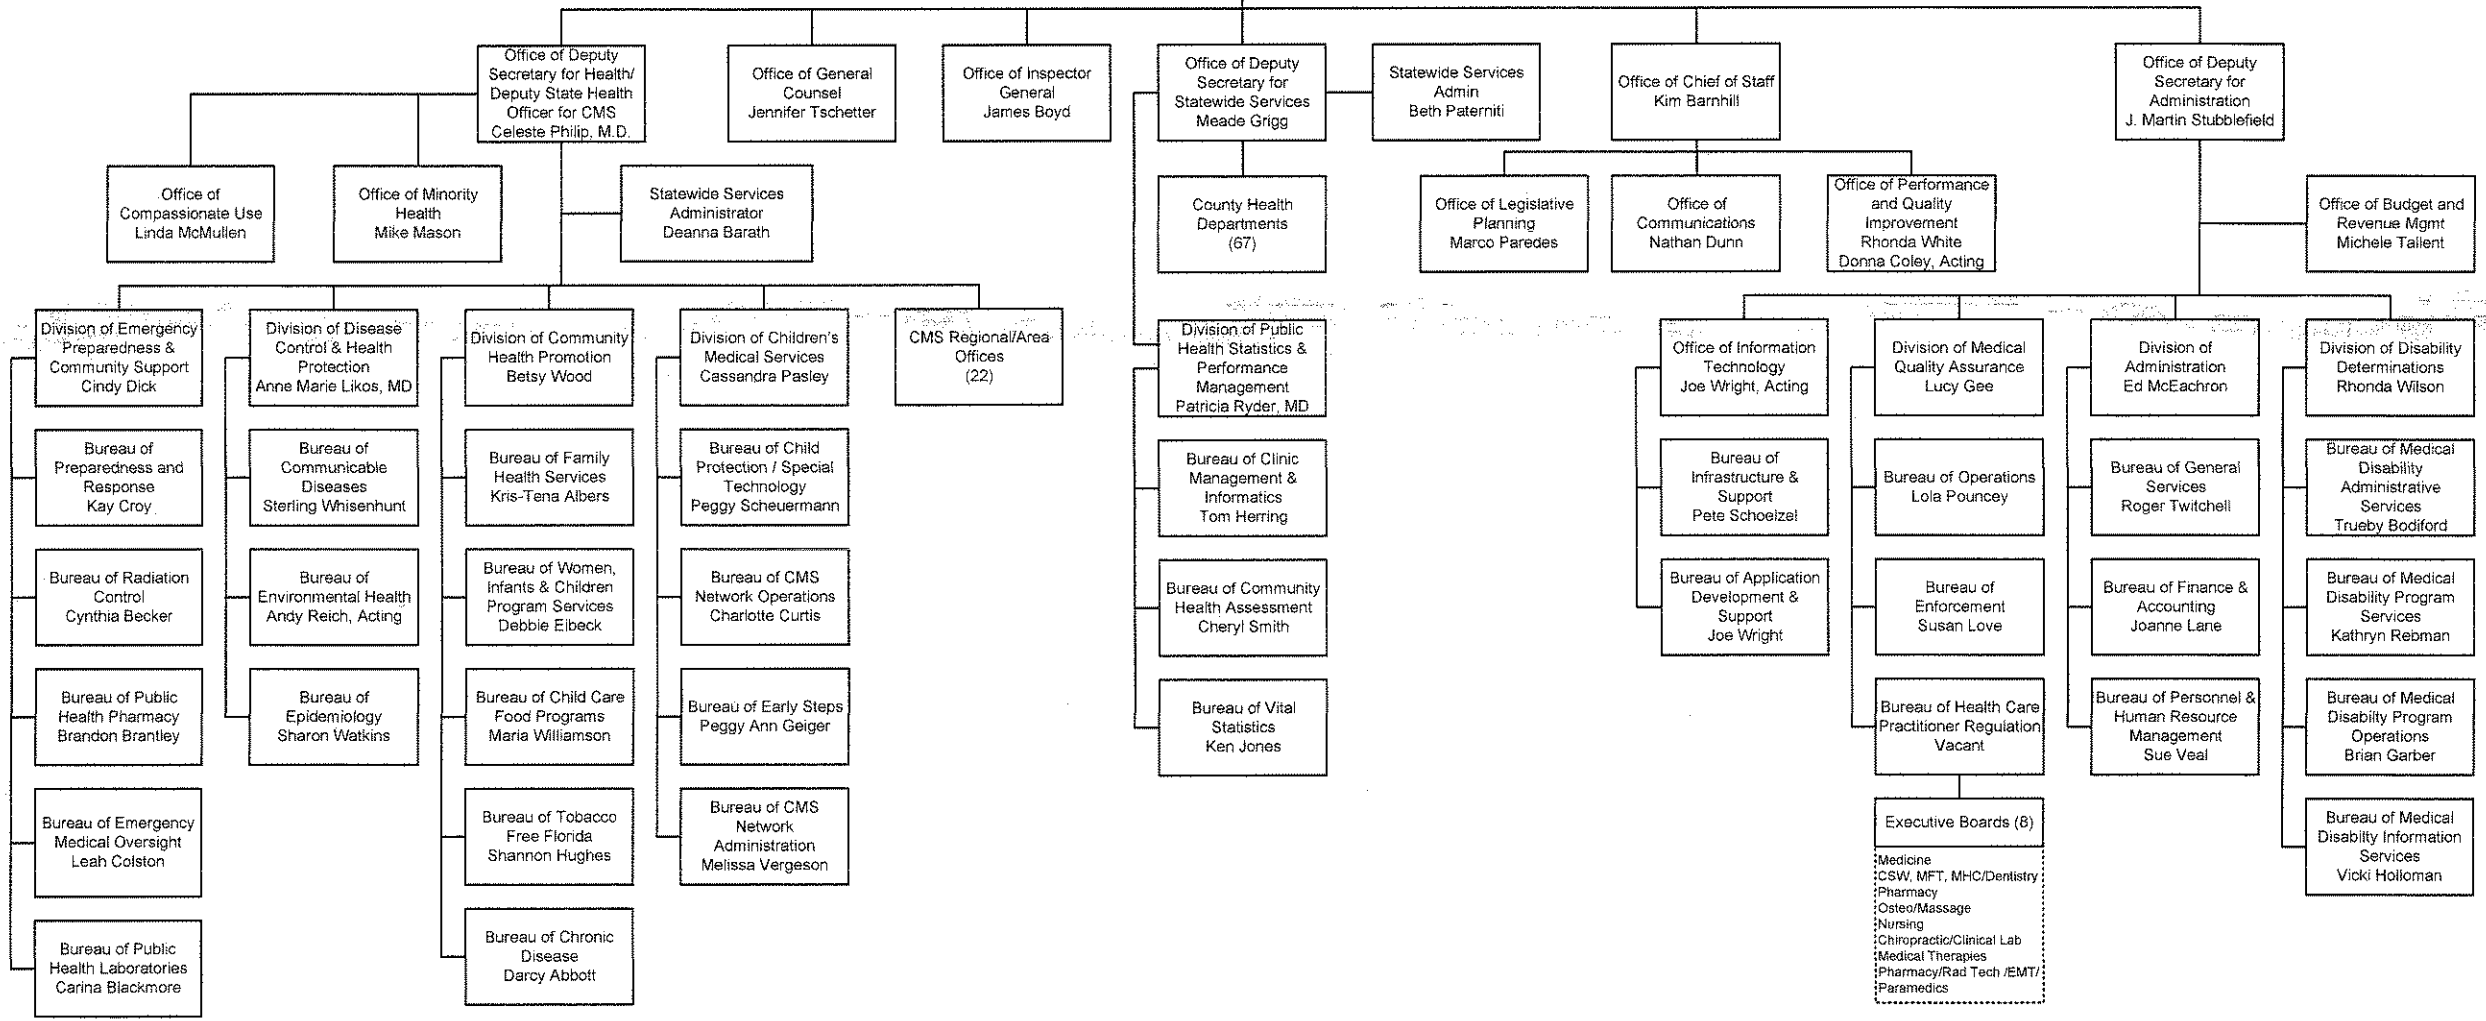 Office of Deputy
Secretary for Health/
Deputy State Health
Officer for CMS
Celeste Philip, M.D.
Office of General
Counsel
Jennifer Tschetter
Office of Inspector
General
James Boyd
Office of Deputy
Secretary for
Statewide Services
Meade Grigg
Statewide Services
Admin
Beth Paterniti
Office of Chief of Staff
Kim Barnhill
Office of Deputy
Secretary for
Administration
J. Martin Stubblefield
Office of
Compassionate Use
Linda McMullen
Office of Minority
Health
Mike Mason
Statewide Services
Administrator
Deanna Barath
County Health
Departments
(67)
Office of Legislative
Planning
Marco Paredes
Office of
Communications
Nathan Dunn
Office of Performance
and Quality
Improvement
Rhonda White
Donna Coley, Acting
Office of Budget and
Revenue Mgmt
Michele Tallent
Division of Emergency
Preparedness &
Community Support
Cindy Dick
Bureau of
Preparedness and
Response
Kay Croy
Bureau of Radiation
Control
Cynthia Becker
Bureau of Public
Health Pharmacy
Brandon Brantley
Bureau of Emergency
Medical Oversight
Leah Colston
Bureau of Public
Health Laboratories
Carina Blackmore
Division of Disease
Control & Health
Protection
Anne Marie Likos, MD
Bureau of
Communicable
Diseases
Sterling Whisenhunt
Bureau of
Environmental Health
Andy Reich, Acting
Bureau of
Epidemiology
Sharon Watkins
Division of Community
Health Promotion
Betsy Wood
Bureau of Family
Health Services
Kris-Tena Albers
Bureau of Women,
Infants & Children
Program Services
Debbie Eibeck
Bureau of Child Care
Food Programs
Maria Williamson
Bureau of Tobacco
Free Florida
Shannon Hughes
Bureau of Chronic
Disease
Darcy Abbott
Division of Children's
Medical Services
Cassandra Pasley
Bureau of Child
Protection / Special
Technology
Peggy Scheuermann
Bureau of CMS
Network Operations
Charlotte Curtis
Bureau of Early Steps
Peggy Ann Geiger
Bureau of CMS
Network
Administration
Melissa Vergeson
CMS Regional/Area
Offices
(22)
Division of Public
Health Statistics &
Performance
Management
Patricia Ryder, MD
Bureau of Clinic
Management &
Informatics
Tom Herring
Bureau of Community
Health Assessment
Cheryl Smith
Bureau of Vital
Statistics
Ken Jones
Office of Information
Technology
Joe Wright, Acting
Bureau of
Infrastructure &
Support
Pete Schoelzel
Bureau of Application
Development &
Support
Joe Wright
Division of Medical
Quality Assurance
Lucy Gee
Bureau of Operations
Lola Pouncey
Bureau of
Enforcement
Susan Love
Bureau of Health Care
Practitioner Regulation
Vacant
Executive Boards (8)
Medicine
CSW, MFT, MHC/Dentistry
Pharmacy
Osteo/Massage
Nursing
Chiropractic/Clinical Lab
Medical Therapies
Pharmacy/Rad Tech /EMT/
Paramedics
Division of
Administration
Ed McEachron
Bureau of General
Services
Roger Twitchell
Bureau of Finance &
Accounting
Joanne Lane
Bureau of Personnel &
Human Resource
Management
Sue Veal
Division of Disability
Determinations
Rhonda Wilson
Bureau of Medical
Disability
Administrative
Services
Trueby Bodiford
Bureau of Medical
Disability Program
Services
Kathryn Rebman
Bureau of Medical
Disabilty Program
Operations
Brian Garber
Bureau of Medical
Disabilty Information
Services
Vicki Holloman